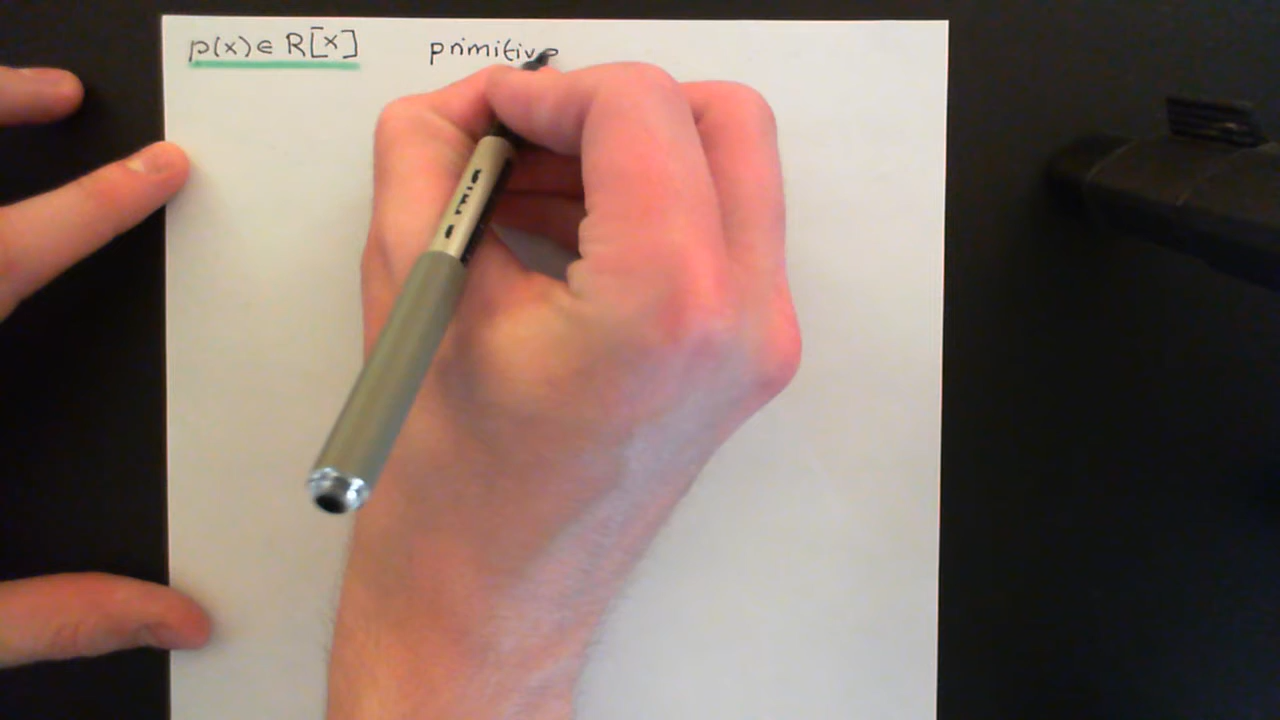 p(x) ∈ R[x] primitive